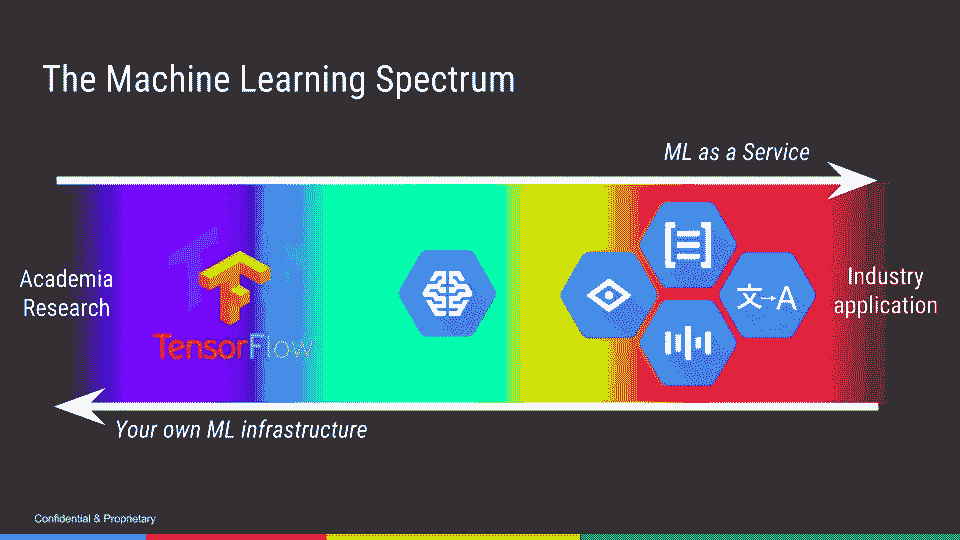 The Machine Learning Spectrum
ML as a Service
Academia
Research
TensorFlow
文→A
Industry
application
Your own ML infrastructure
Confidential & Proprietary